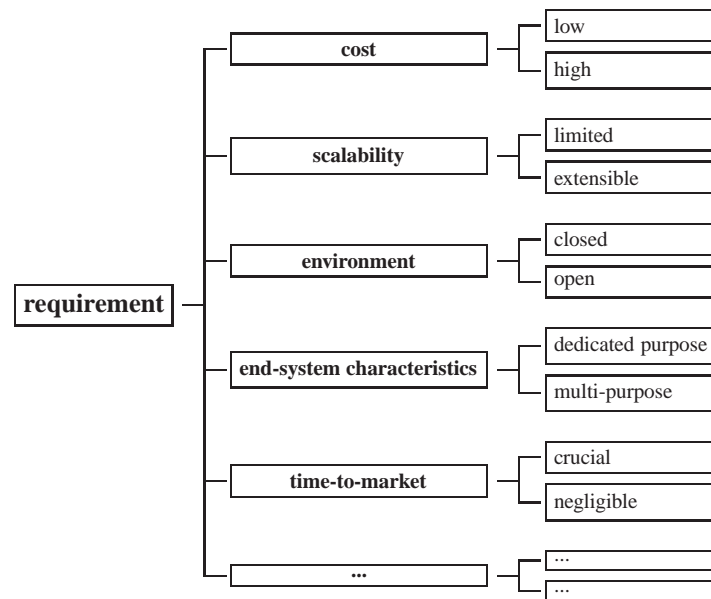 requirement
cost
low
high
scalability
limited
extensible
environment
closed
open
end-system characteristics
dedicated purpose
multi-purpose
time-to-market
crucial
negligible
...
...
...